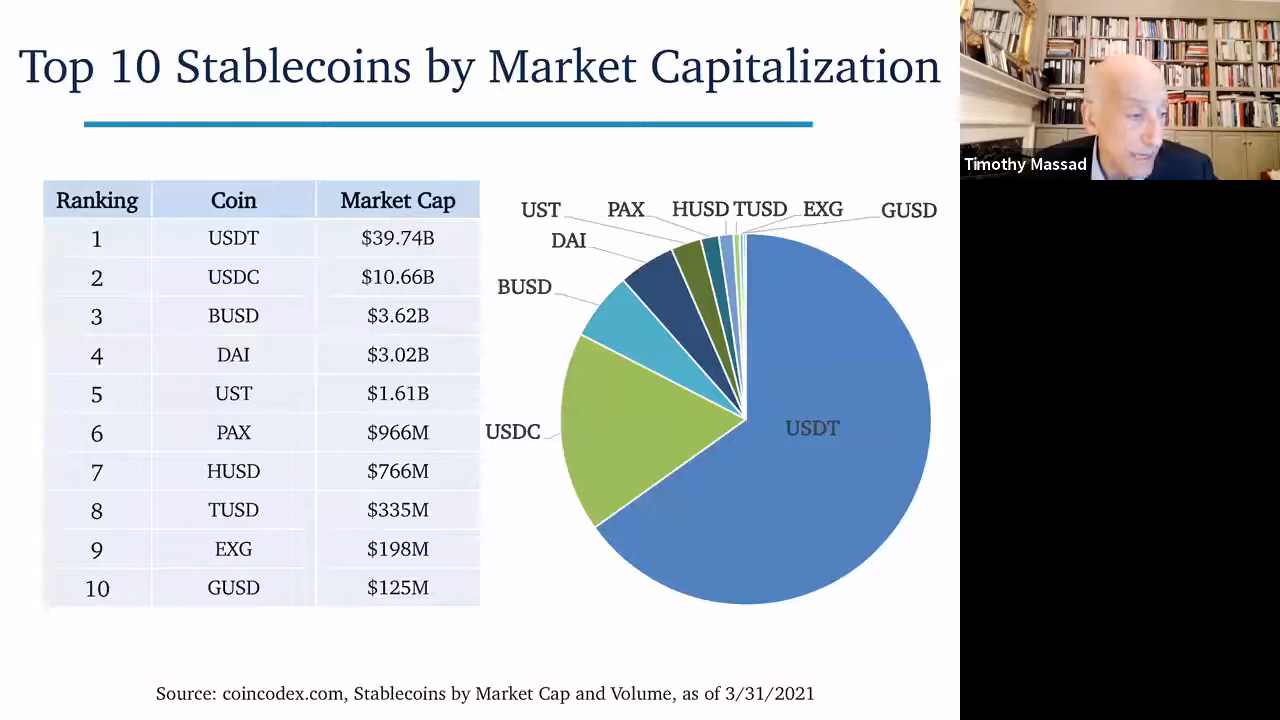 Top 10 Stablecoins by Market Capitalization
Timothy Massad
Ranking Coin Market Cap
1 USDT $39.74B
2 USDC $10.66B
3 BUSD $3.62B
4 DAI $3.02B
5 UST $1.61B
6 PAX $966M
7 HUSD $766M
8 TUSD $335M
9 EXG $198M
10 GUSD $125M
UST PAX HUSD TUSD EXG GUSD
DAI
BUSD
USDC
USDT
Source: coincodex.com, Stablecoins by Market Cap and Volume, as of 3/31/2021